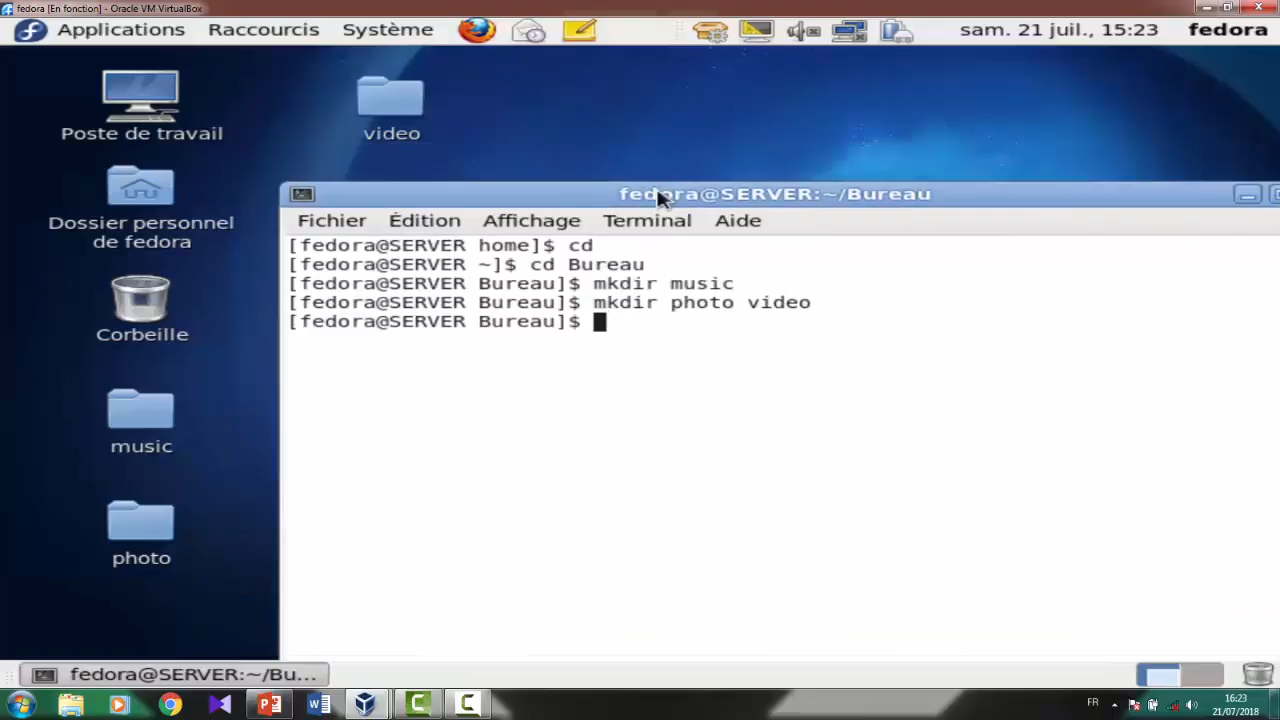 fedora [En fonction] - Oracle VM VirtualBox
Applications Raccourcis Système sam. 21 juil., 15:23 fedora
Poste de travail
video
Dossier personnel
de fedora
Corbeille
music
photo
fedora@SERVER:~/Bureau
Fichier Édition Affichage Terminal Aide
[fedora@SERVER home]$ cd
[fedora@SERVER ~]$ cd Bureau
[fedora@SERVER Bureau]$ mkdir music
[fedora@SERVER Bureau]$ mkdir photo video
[fedora@SERVER Bureau]$
fedora@SERVER:~/Bu...
FR 16:23
21/07/2018